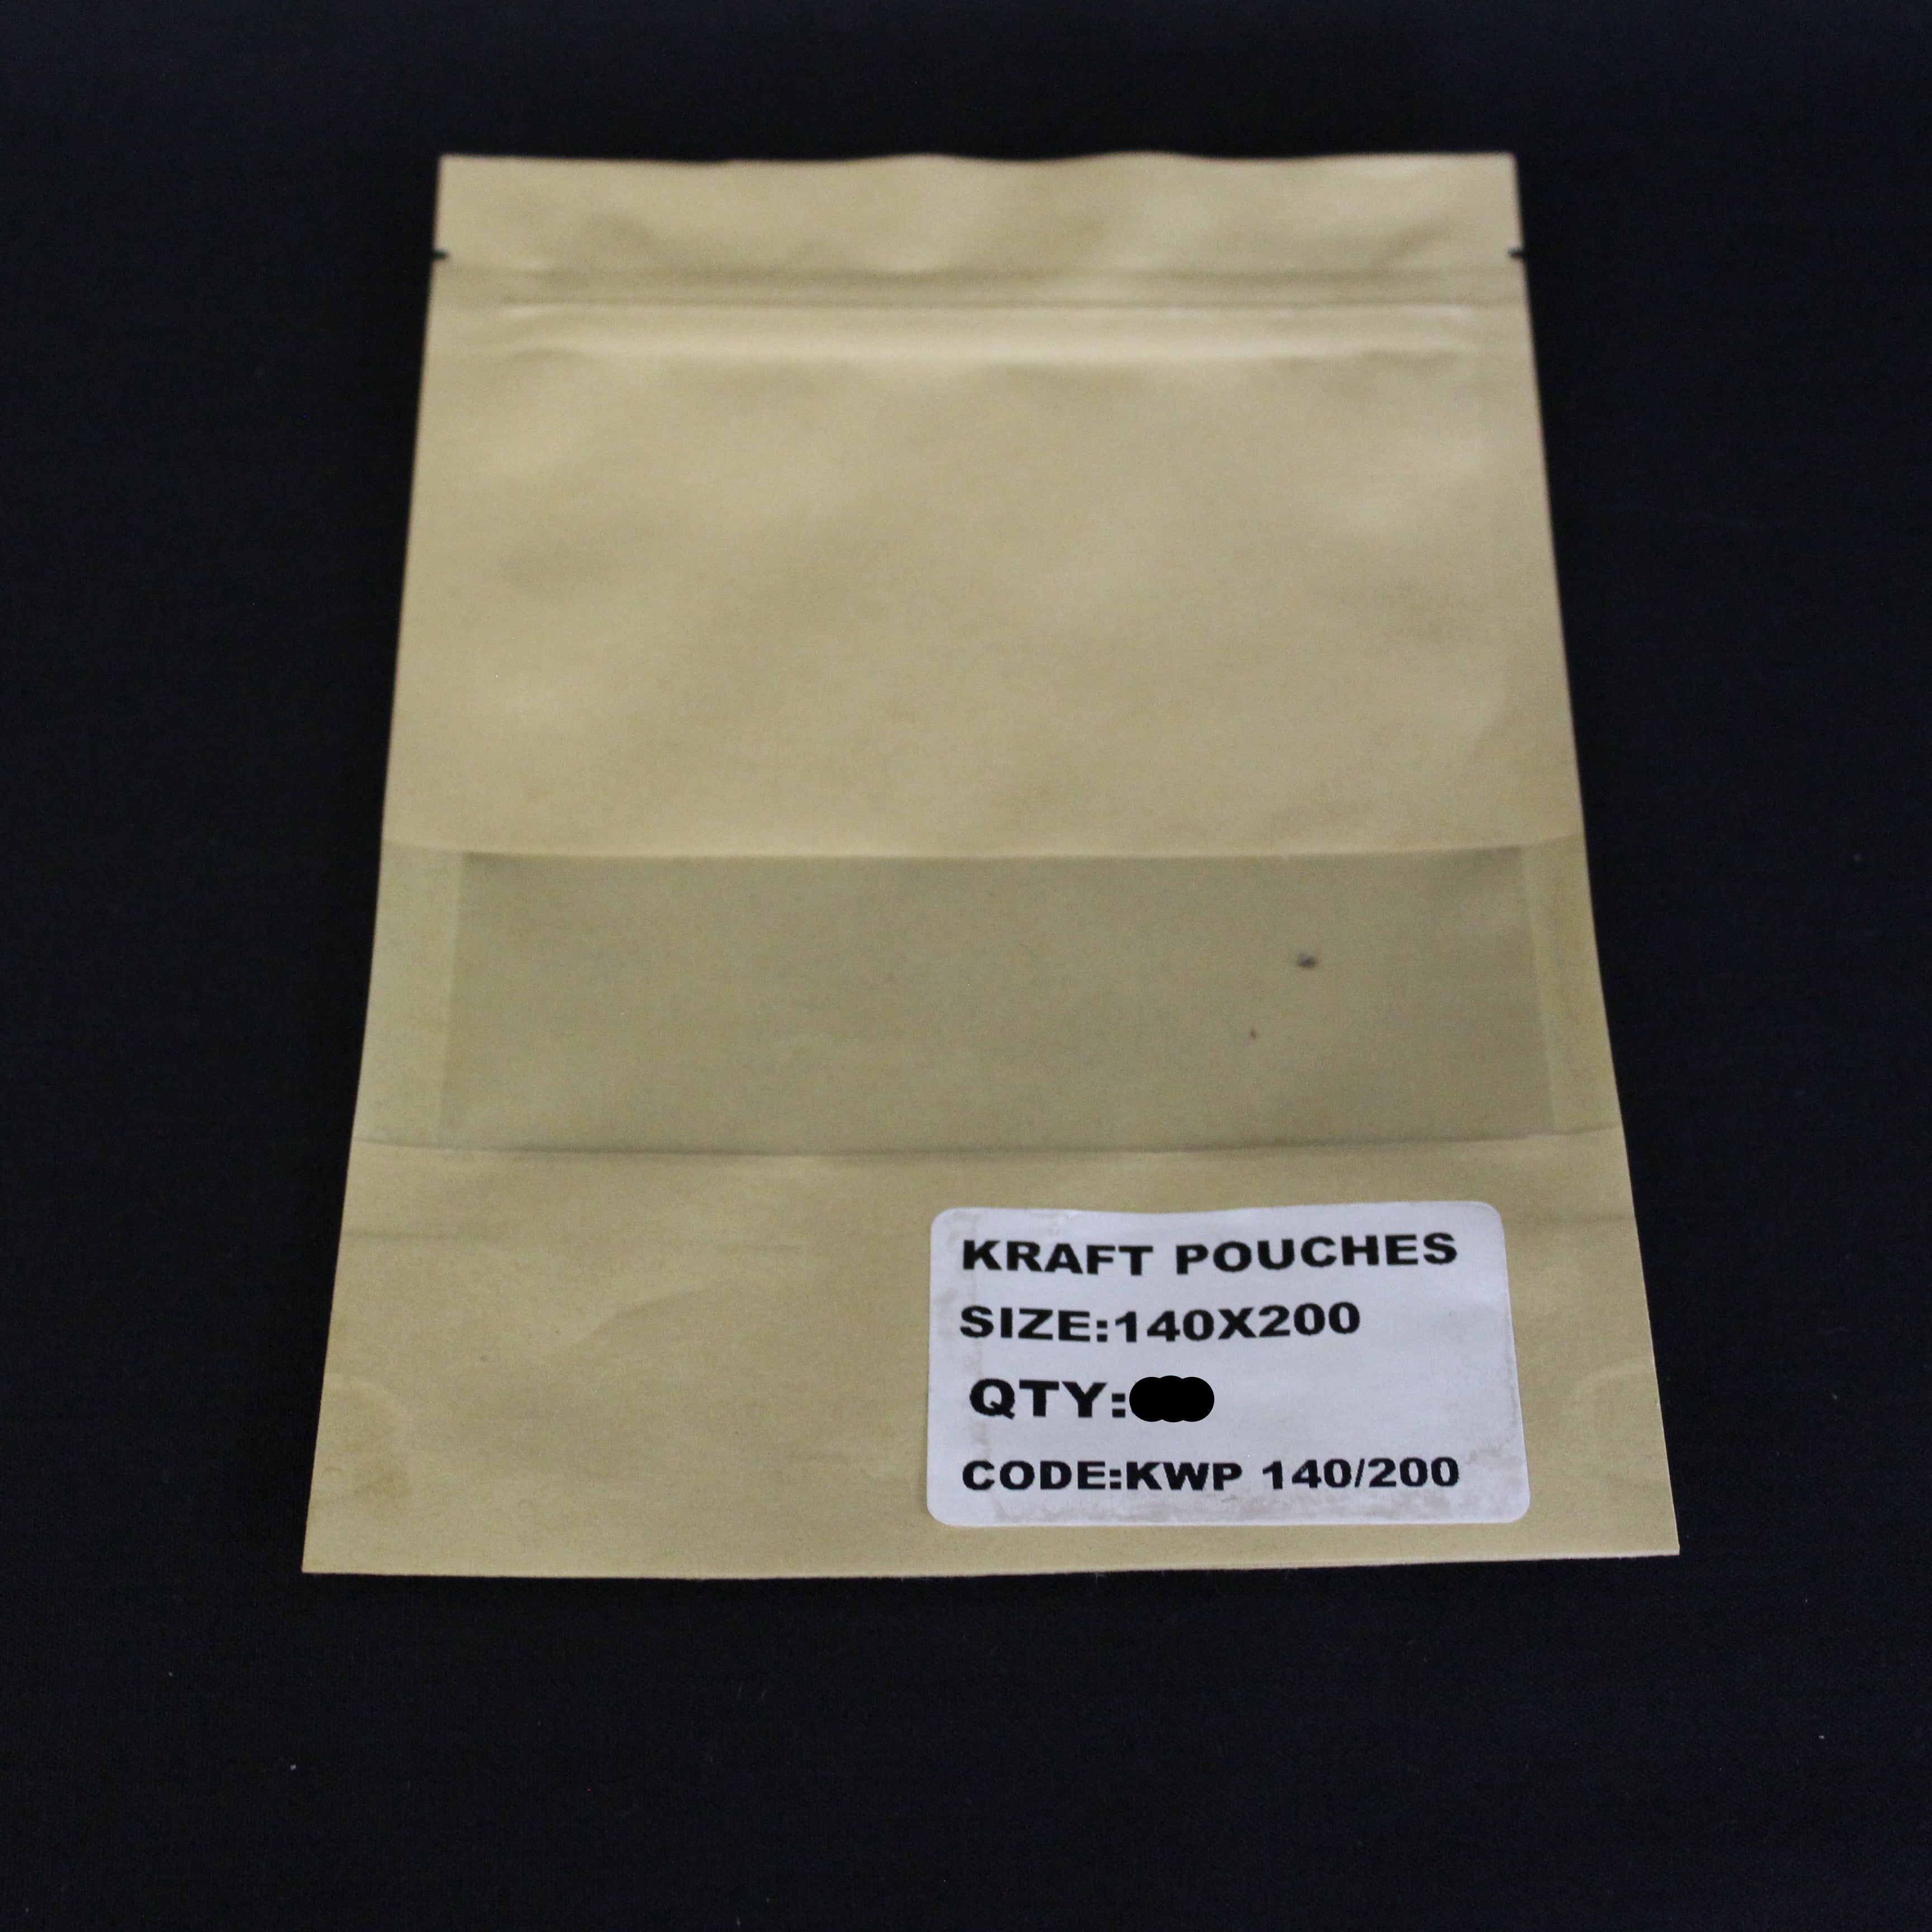 KRAFT POUCHES
SIZE:140X200
QTY:
CODE:KWP 140/200